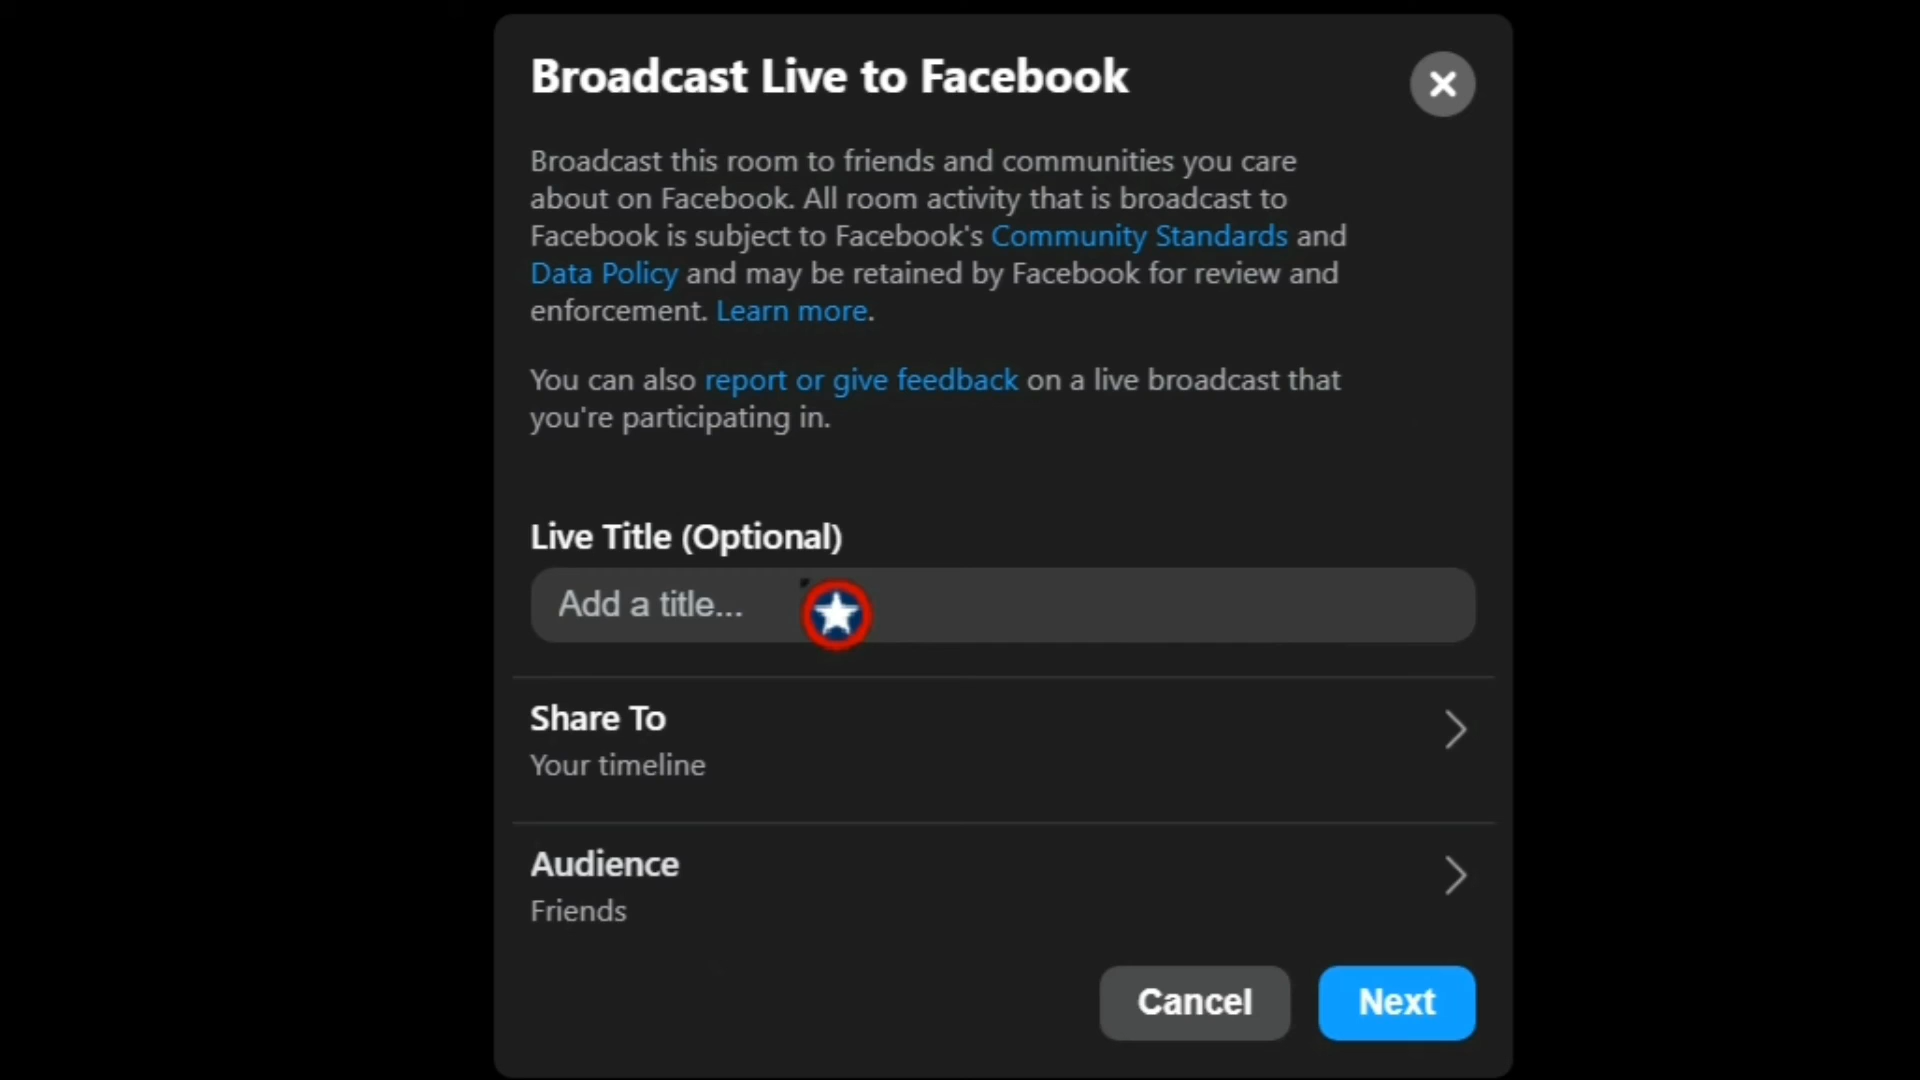 Broadcast Live to Facebook
Broadcast this room to friends and communities you care
about on Facebook. All room activity that is broadcast to
Facebook is subject to Facebook's Community Standards and
Data Policy and may be retained by Facebook for review and
enforcement. Learn more.
You can also report or give feedback on a live broadcast that
you're participating in.
Live Title (Optional)
Add a title...
Share To
Your timeline
Audience
Friends
Cancel Next